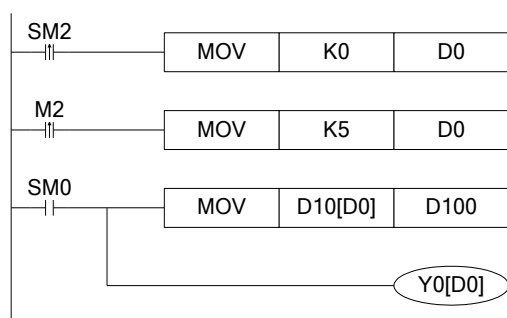 SM2
MOV K0 D0
M2
MOV K5 D0
SM0
MOV D10[D0] D100
Y0[D0]